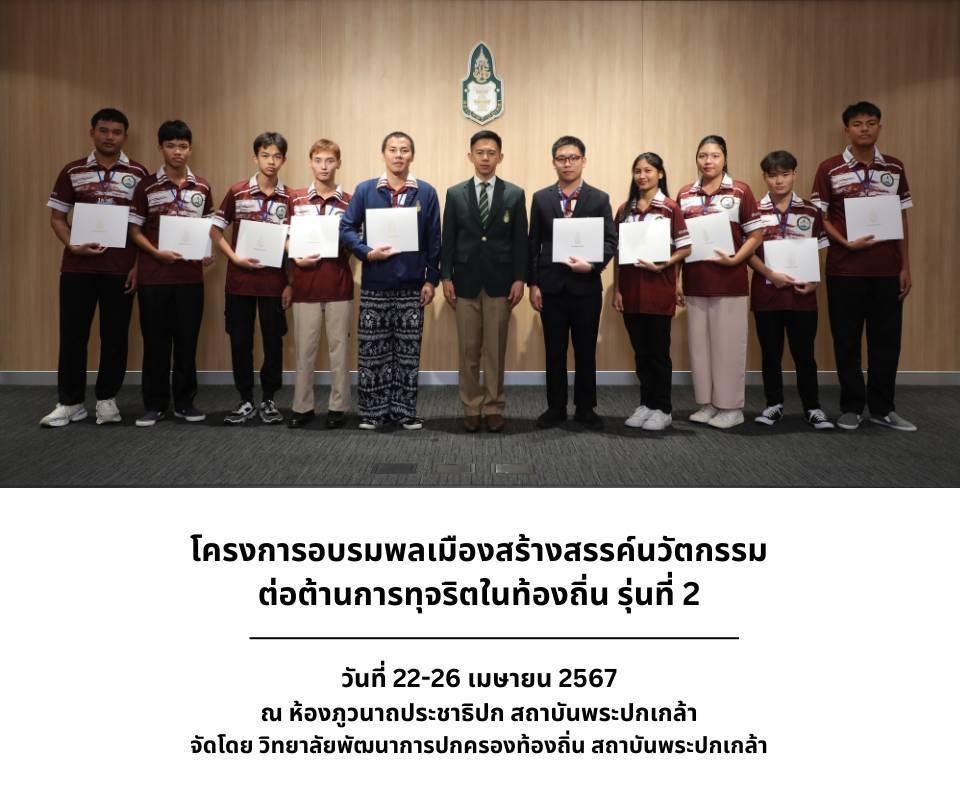 โครงการอบรมพลเมืองสร้างสรรค์นวัตกรรม
ต่อต้านการทุจริตในท้องถิ่น รุ่นที่ 2
วันที่ 22-26 เมษายน 2567
ณ ห้องภูวนาถประชาธิปก สถาบันพระปกเกล้า
จัดโดย วิทยาลัยพัฒนาการปกครองท้องถิ่น สถาบันพระปกเกล้า